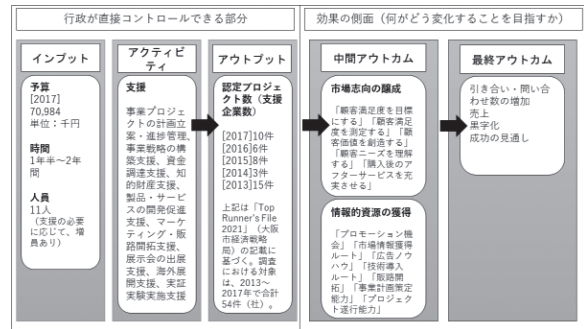 行政が直接コントロールできる部分
効果の側面（何がどう変化することを目指すか）
インプット
予算
[2017]
70,984
単位：千円
時間
1年半～2年
間
人員
11人
(支援の必要
に応じて、増
員あり)
アクティビ
ティ
支援
事業プロジェク
トの計画立
案・進捗管理、
事業戦略の構
築支援、資金
調達支援、知
的財産支援、
製品・サービ
スの開発促進
支援、マーケ
ティング・販
路開拓支援、
展示会の出展
支援、海外展
開支援、実証
実験実施支援
アウトプット
認定プロジェ
クト数（支援
企業数）
[2017]10件
[2016]6件
[2015]8件
[2014]3件
[2013]15件
上記は「Top
Runner's File
2021」（大阪
市経済戦略
局）の記載に
基づく。調査
における対象
は、2013～
2017年で合計
54件（社）。
中間アウトカム
市場志向の醸成
「顧客満足度を目標
にする」「顧客満足
度を測定する」「顧
客価値を創造する」
「顧客ニーズを理解
する」「購入後のア
フターサービスを充
実させる」
情報的資源の獲得
「プロモーション機
会」「市場情報獲得
ルート」「広告ノウ
ハウ」「技術導入
ルート」「販路開
拓」「事業計画策定
能力」「プロジェク
ト遂行能力」
最終アウトカム
引き合い・問い合
わせ数の増加
売上
黒字化
成功の見通し